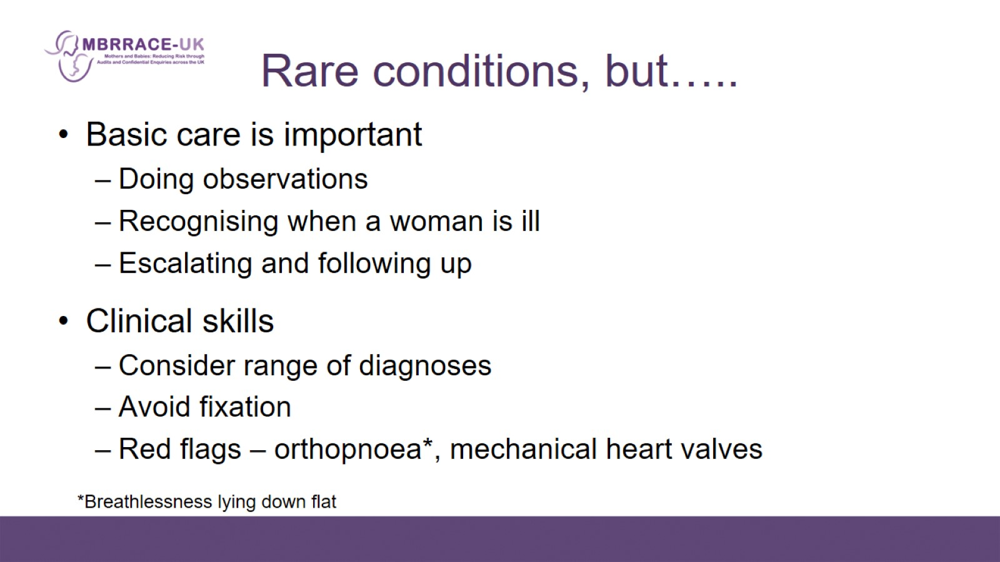 MBRRACE-UK
Mothers and Babies: Reducing Risk through
Audits and Confidential Enquiries across the UK
Rare conditions, but…..
• Basic care is important
– Doing observations
– Recognising when a woman is ill
– Escalating and following up
• Clinical skills
– Consider range of diagnoses
– Avoid fixation
– Red flags – orthopnoea*, mechanical heart valves
*Breathlessness lying down flat